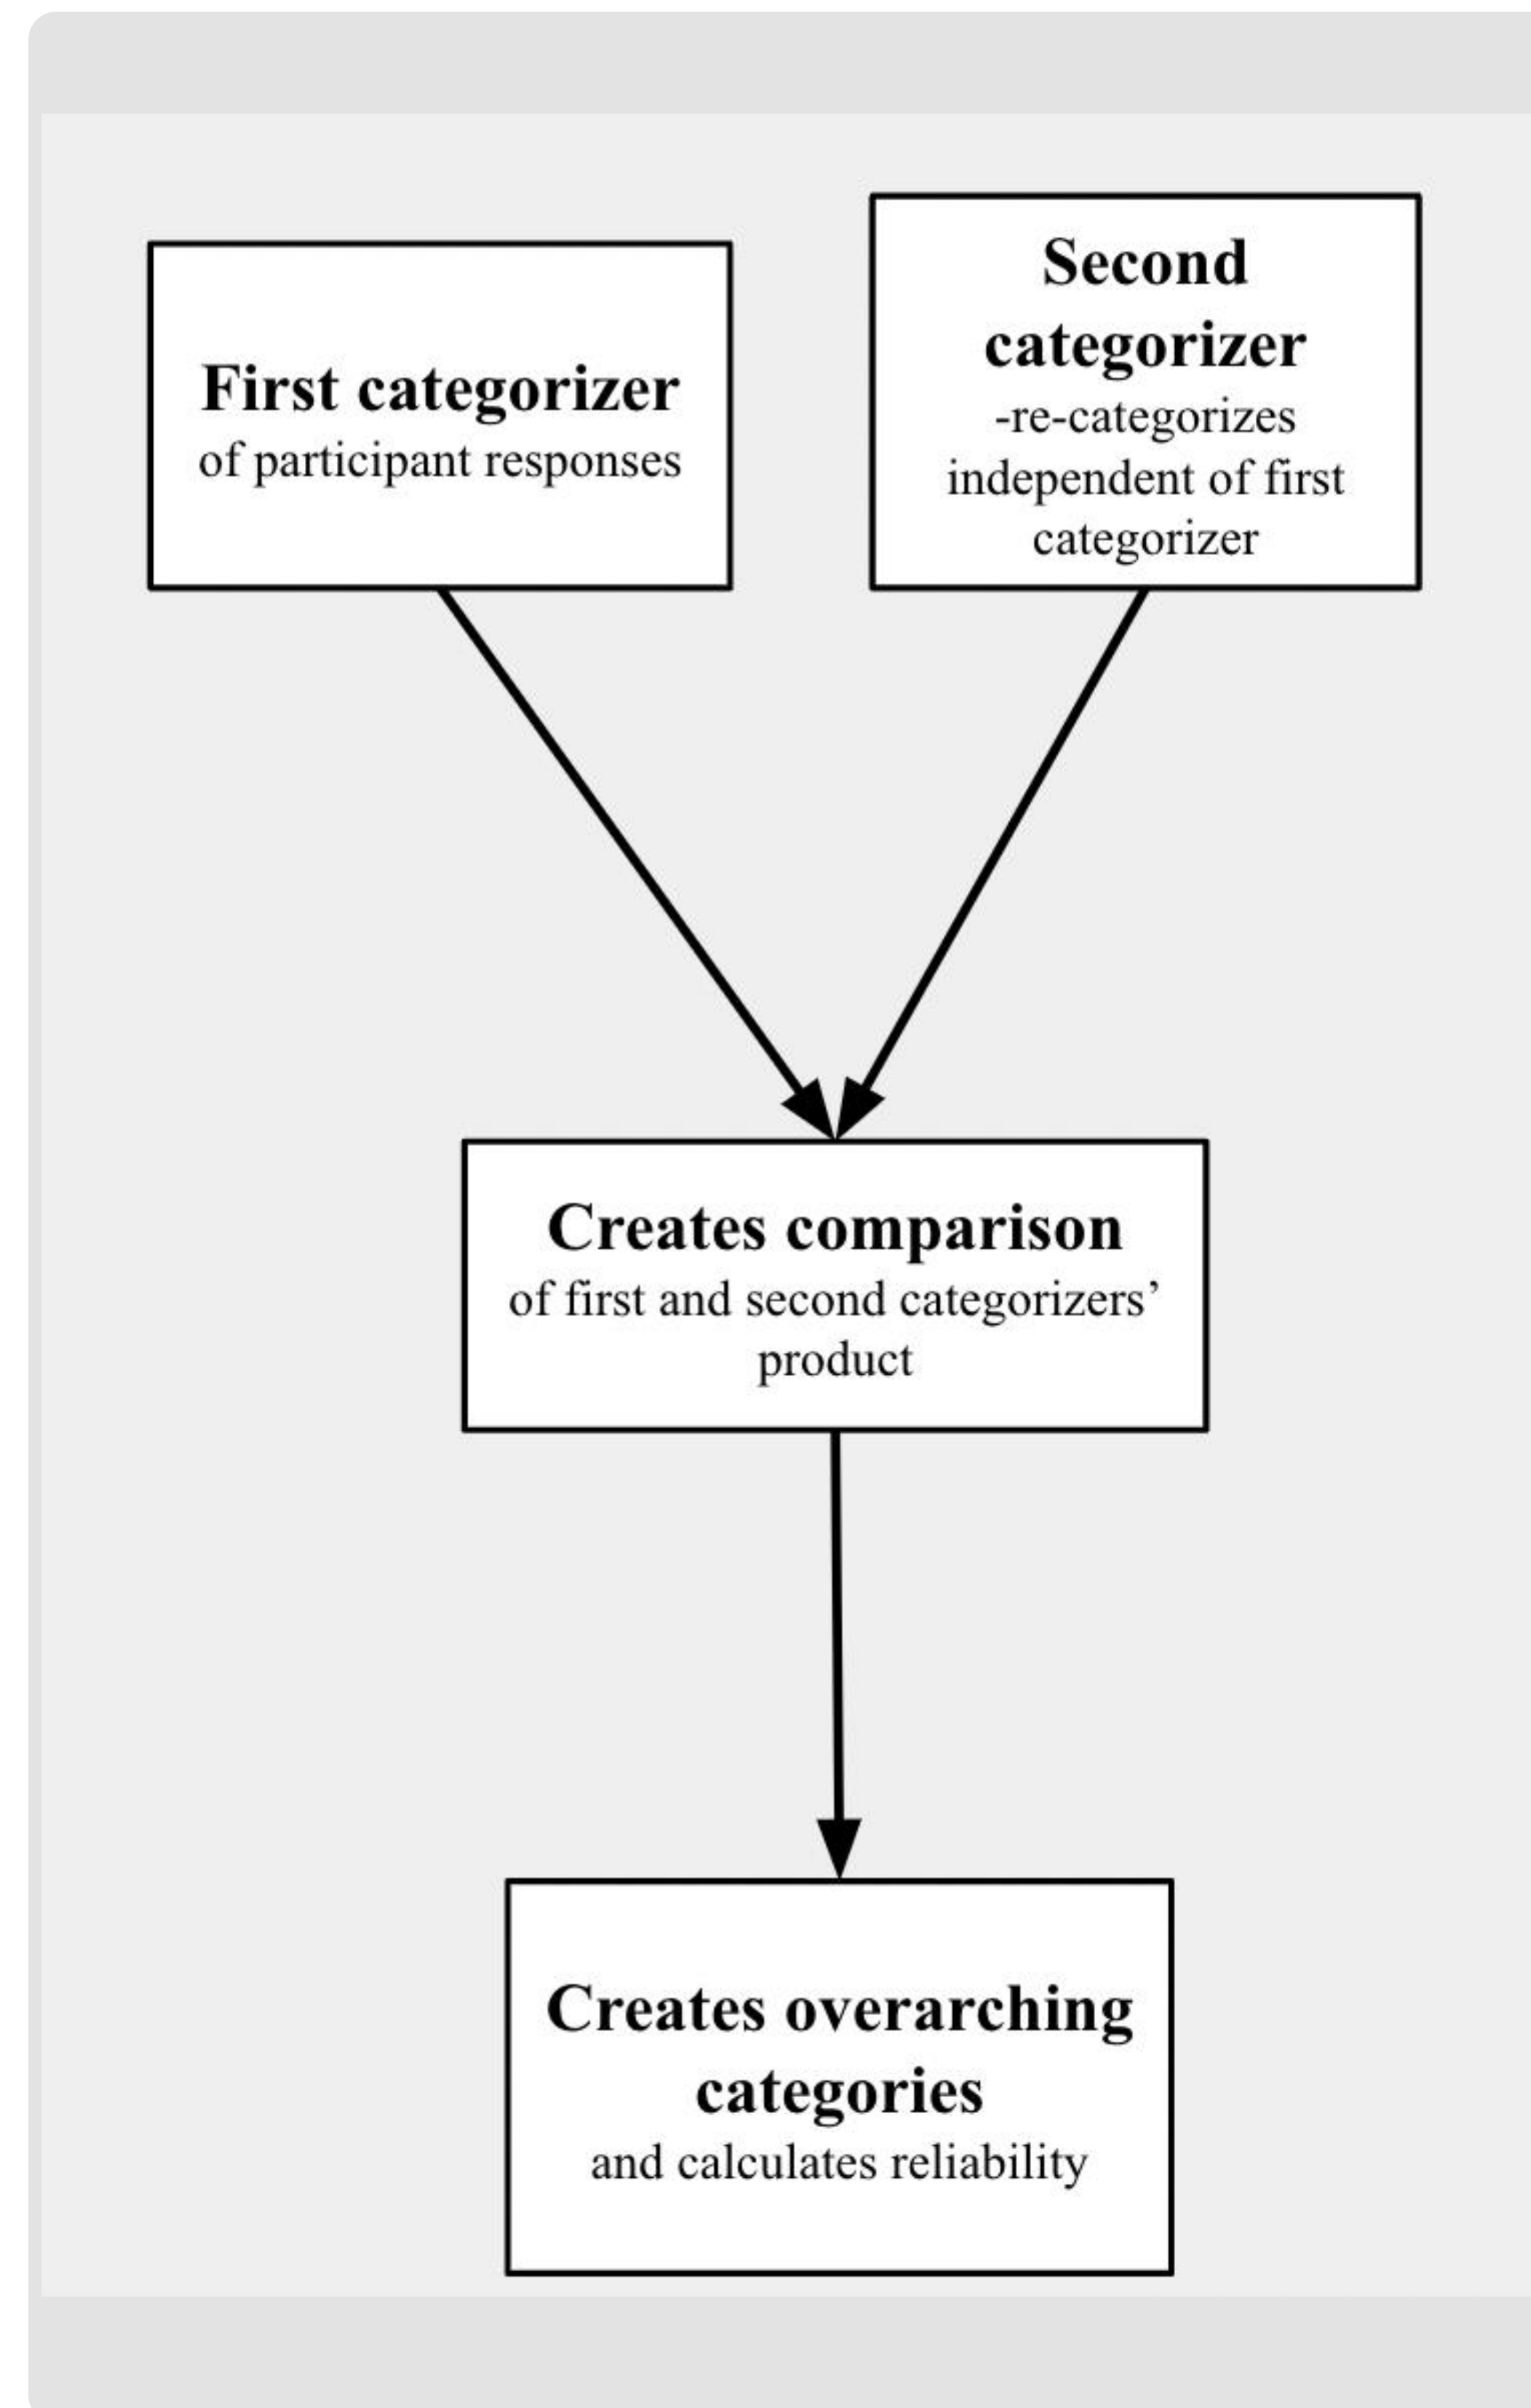 First categorizer
of participant responses
Second
categorizer
-re-categorizes
independent of first
categorizer
Creates comparison
of first and second categorizers’
product
Creates overarching
categories
and calculates reliability